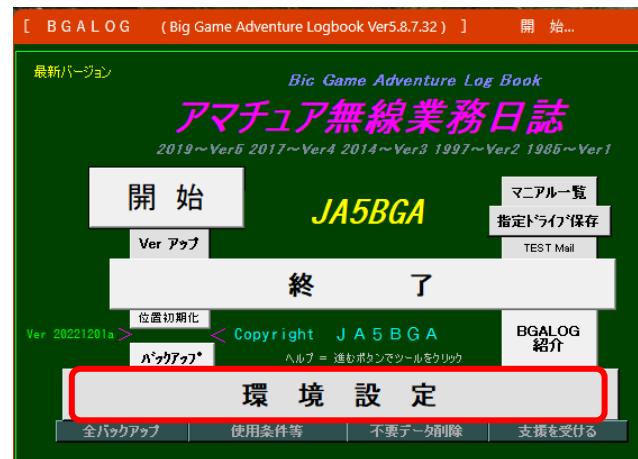 [ BGALOG (Big Game Adventure Logbook Ver5.8.7.32 ) ] 開 始...
最新バージョン
Bic Game Adventure Log Book
アマチュア無線業務日誌
2019～Ver5 2017～Ver4 2014～Ver3 1997～Ver2 1985～Ver1
開 始
JA5BGA
マニアル一覧
指定ドライブ保存
Ver アップ
TEST Mail
終 了
位置初期化
Ver 20221201a > < Copyright JA5BGA
BGALOG
紹介
バックアップ
ヘルプ = 進むボタンでツールをクリック
環 境 設 定
全バックアップ 使用条件等 不要データ削除 支援を受ける